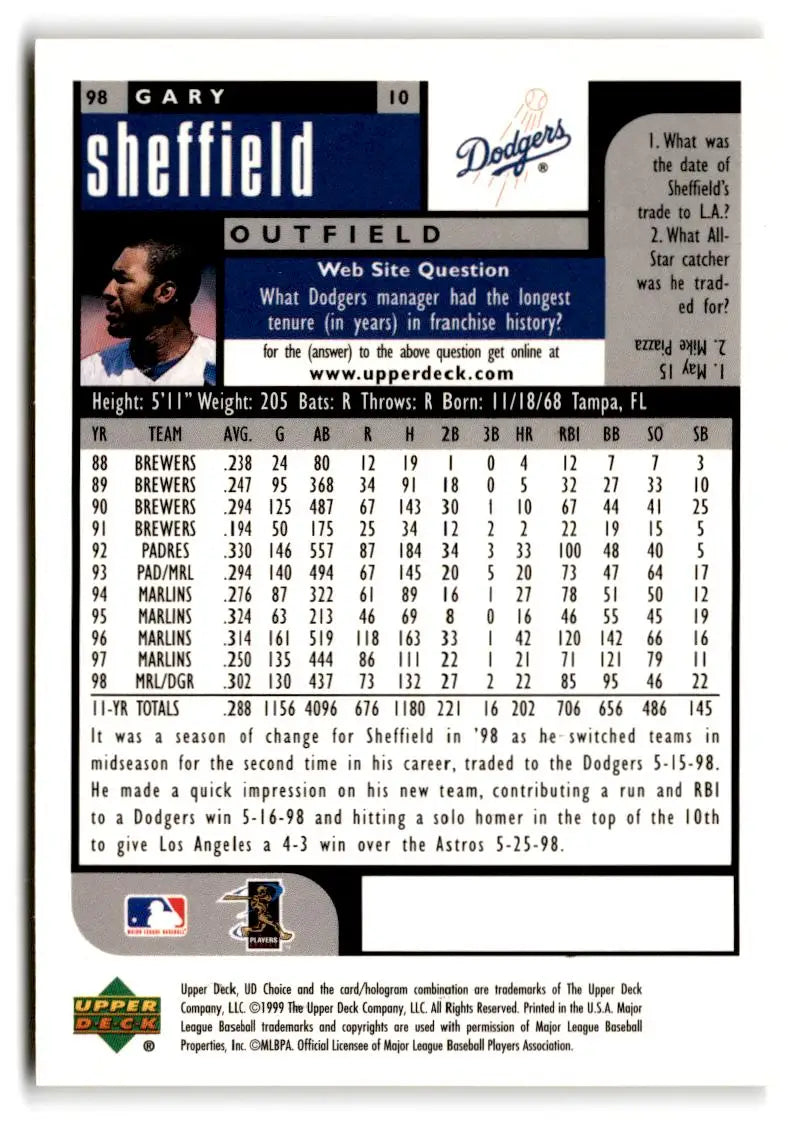 98 GARY 10
sheffield
Dodgers ®
OUTFIELD
Web Site Question
What Dodgers manager had the longest
tenure (in years) in franchise history?
for the (answer) to the above question get online at
www.upperdeck.com
1. What was
the date of
Sheffield's
trade to L.A.?
2. What All-
Star catcher
was he trad-
ed for?
1. May 15
2. Mike Piazza
Height: 5'11" Weight: 205 Bats: R Throws: R Born: 11/18/68 Tampa, FL
YR TEAM AVG. G AB R H 2B 3B HR RBI BB SO SB
88 BREWERS .238 24 80 12 19 1 0 4 12 7 7 3
89 BREWERS .247 95 368 34 91 18 0 5 32 27 33 10
90 BREWERS .294 125 487 67 143 30 1 10 67 44 41 25
91 BREWERS .194 50 175 25 34 12 2 2 22 19 15 5
92 PADRES .330 146 557 87 184 34 3 33 100 48 40 5
93 PAD/MRL .294 140 494 67 145 20 5 20 73 47 64 17
94 MARLINS .276 87 322 61 89 16 1 27 78 51 50 12
95 MARLINS .324 63 213 46 69 8 0 16 46 55 45 19
96 MARLINS .314 161 519 118 163 33 1 42 120 142 66 16
97 MARLINS .250 135 444 86 111 22 1 21 71 121 79 11
98 MRL/DGR .302 130 437 73 132 27 2 22 85 95 46 22
11-YR TOTALS .288 1156 4096 676 1180 221 16 202 706 656 486 145
It was a season of change for Sheffield in '98 as he switched teams in
midseason for the second time in his career, traded to the Dodgers 5-15-98.
He made a quick impression on his new team, contributing a run and RBI
to a Dodgers win 5-16-98 and hitting a solo homer in the top of the 10th
to give Los Angeles a 4-3 win over the Astros 5-25-98.
MAJOR LEAGUE BASEBALL
PLAYERS
UPPER
DECK ®
Upper Deck, UD Choice and the card/hologram combination are trademarks of The Upper Deck
Company, LLC. ©1999 The Upper Deck Company, LLC. All Rights Reserved. Printed in the U.S.A. Major
League Baseball trademarks and copyrights are used with permission of Major League Baseball
Properties, Inc. ©MLBPA. Official Licensee of Major League Baseball Players Association.